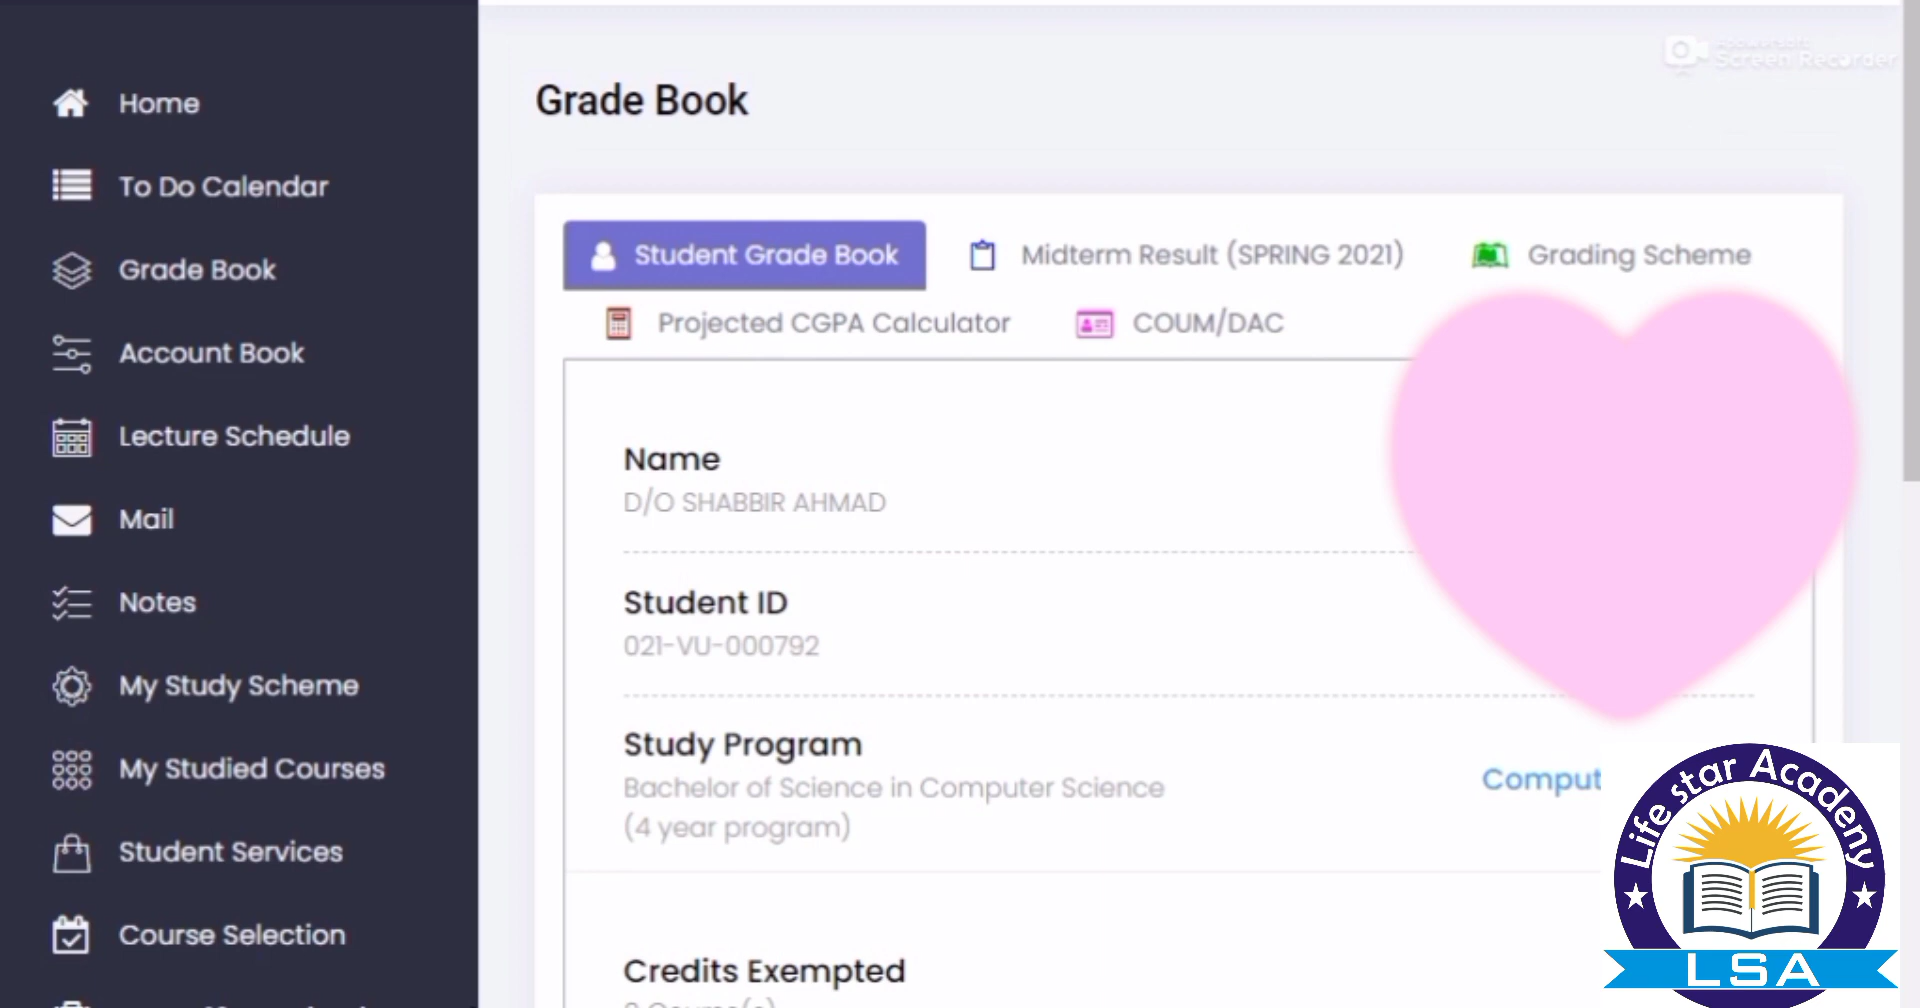 Apowersoft
Screen Recorder
Home
To Do Calendar
Grade Book
Account Book
Lecture Schedule
Mail
Notes
My Study Scheme
My Studied Courses
Student Services
Course Selection
Grade Book
Student Grade Book
Midterm Result (SPRING 2021)
Grading Scheme
Projected CGPA Calculator
COUM/DAC
Name
D/O SHABBIR AHMAD
Student ID
021-VU-000792
Study Program
Bachelor of Science in Computer Science
(4 year program)
Comput
Credits Exempted
Life star Academy
LSA